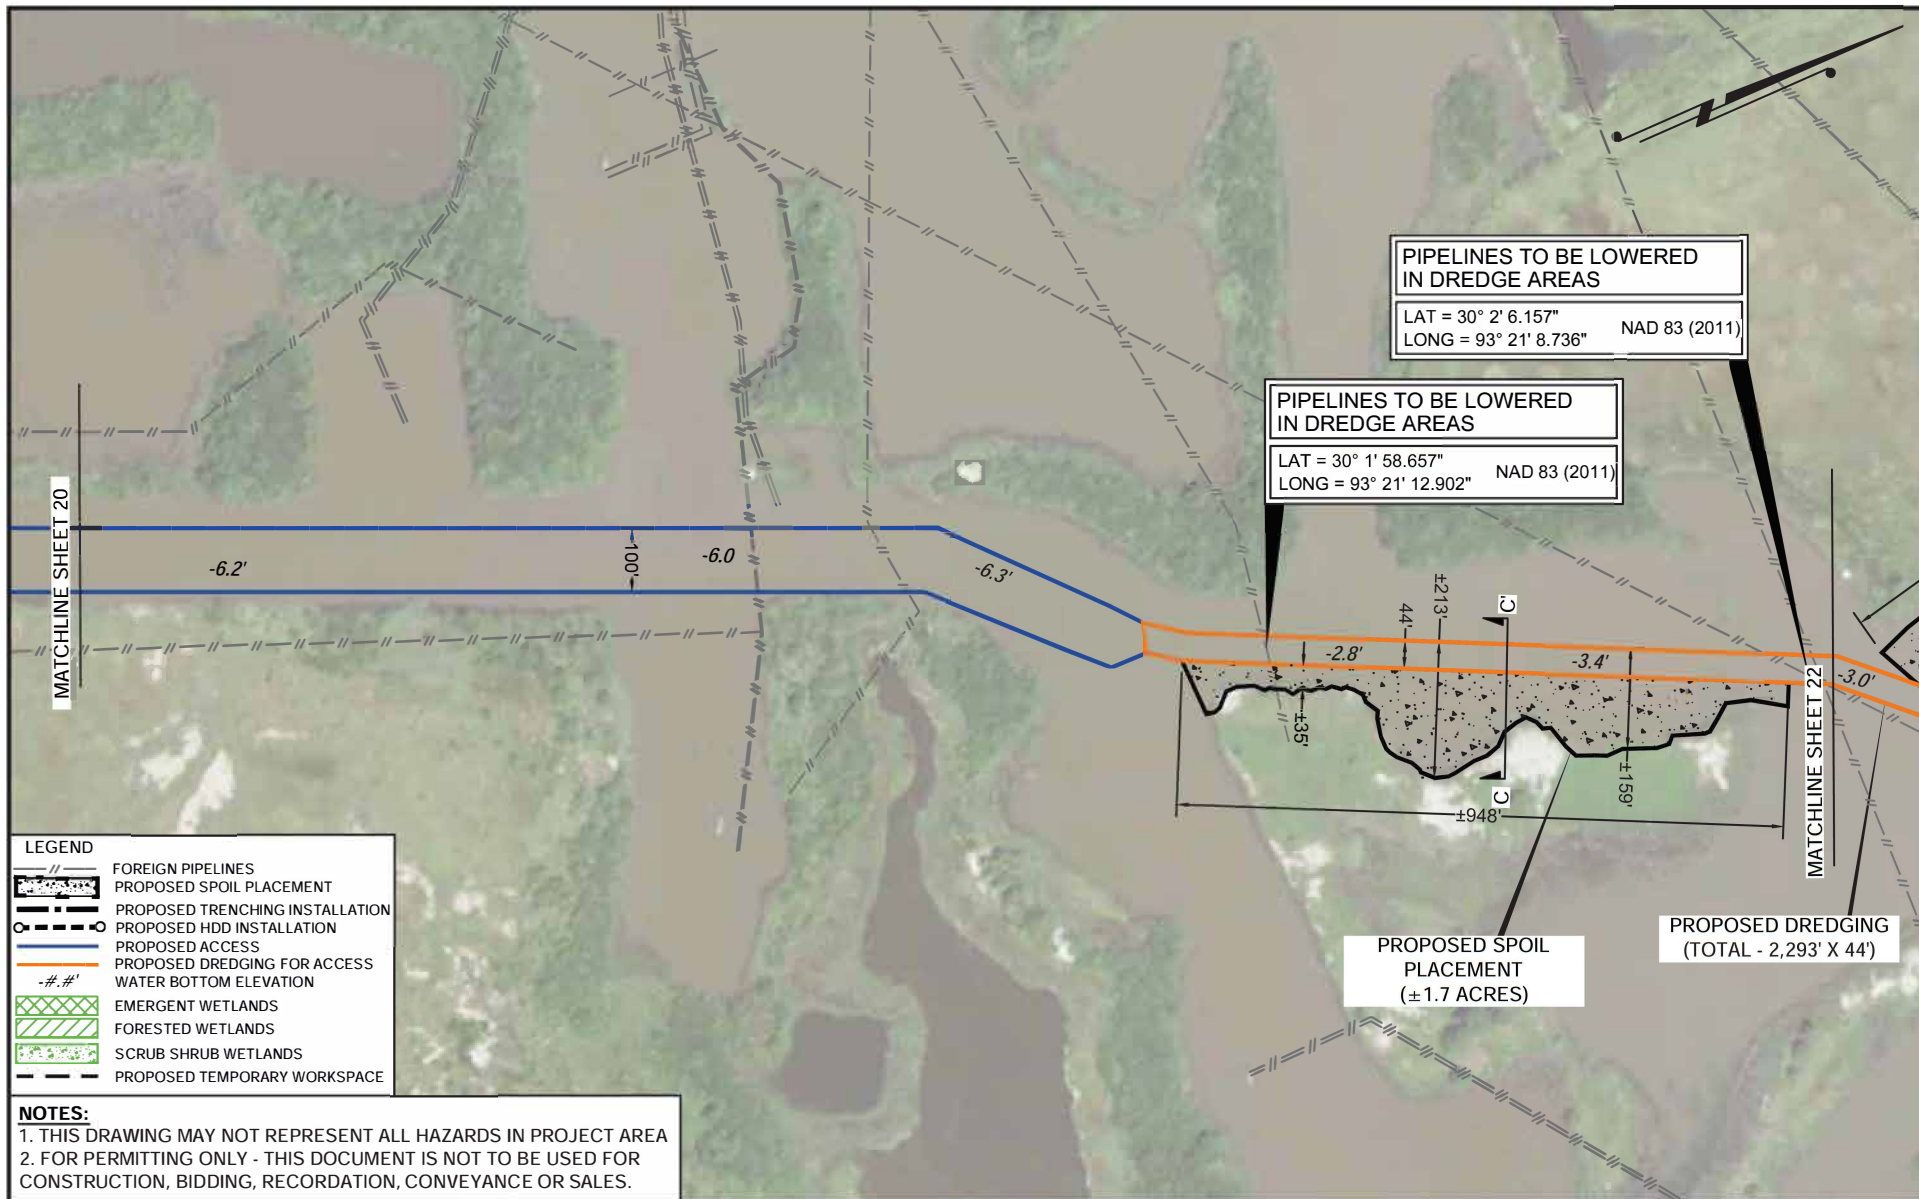 PIPELINES TO BE LOWERED
IN DREDGE AREAS
LAT = 30° 2' 6.157"
LONG = 93° 21' 8.736"
NAD 83 (2011)
PIPELINES TO BE LOWERED
IN DREDGE AREAS
LAT = 30° 1' 58.657"
LONG = 93° 21' 12.902"
NAD 83 (2011)
MATCHLINE SHEET 20
-6.2'
100'
-6.0
-6.3'
-2.8'
44'
±213'
C'
-3.4'
-3.0'
±35'
±159'
C
±948'
MATCHLINE SHEET 22
PROPOSED SPOIL
PLACEMENT
(±1.7 ACRES)
PROPOSED DREDGING
(TOTAL - 2,293' X 44')
LEGEND
FOREIGN PIPELINES
PROPOSED SPOIL PLACEMENT
PROPOSED TRENCHING INSTALLATION
PROPOSED HDD INSTALLATION
PROPOSED ACCESS
PROPOSED DREDGING FOR ACCESS
-#.#' WATER BOTTOM ELEVATION
EMERGENT WETLANDS
FORESTED WETLANDS
SCRUB SHRUB WETLANDS
PROPOSED TEMPORARY WORKSPACE
NOTES:
1. THIS DRAWING MAY NOT REPRESENT ALL HAZARDS IN PROJECT AREA
2. FOR PERMITTING ONLY - THIS DOCUMENT IS NOT TO BE USED FOR
CONSTRUCTION, BIDDING, RECORDATION, CONVEYANCE OR SALES.